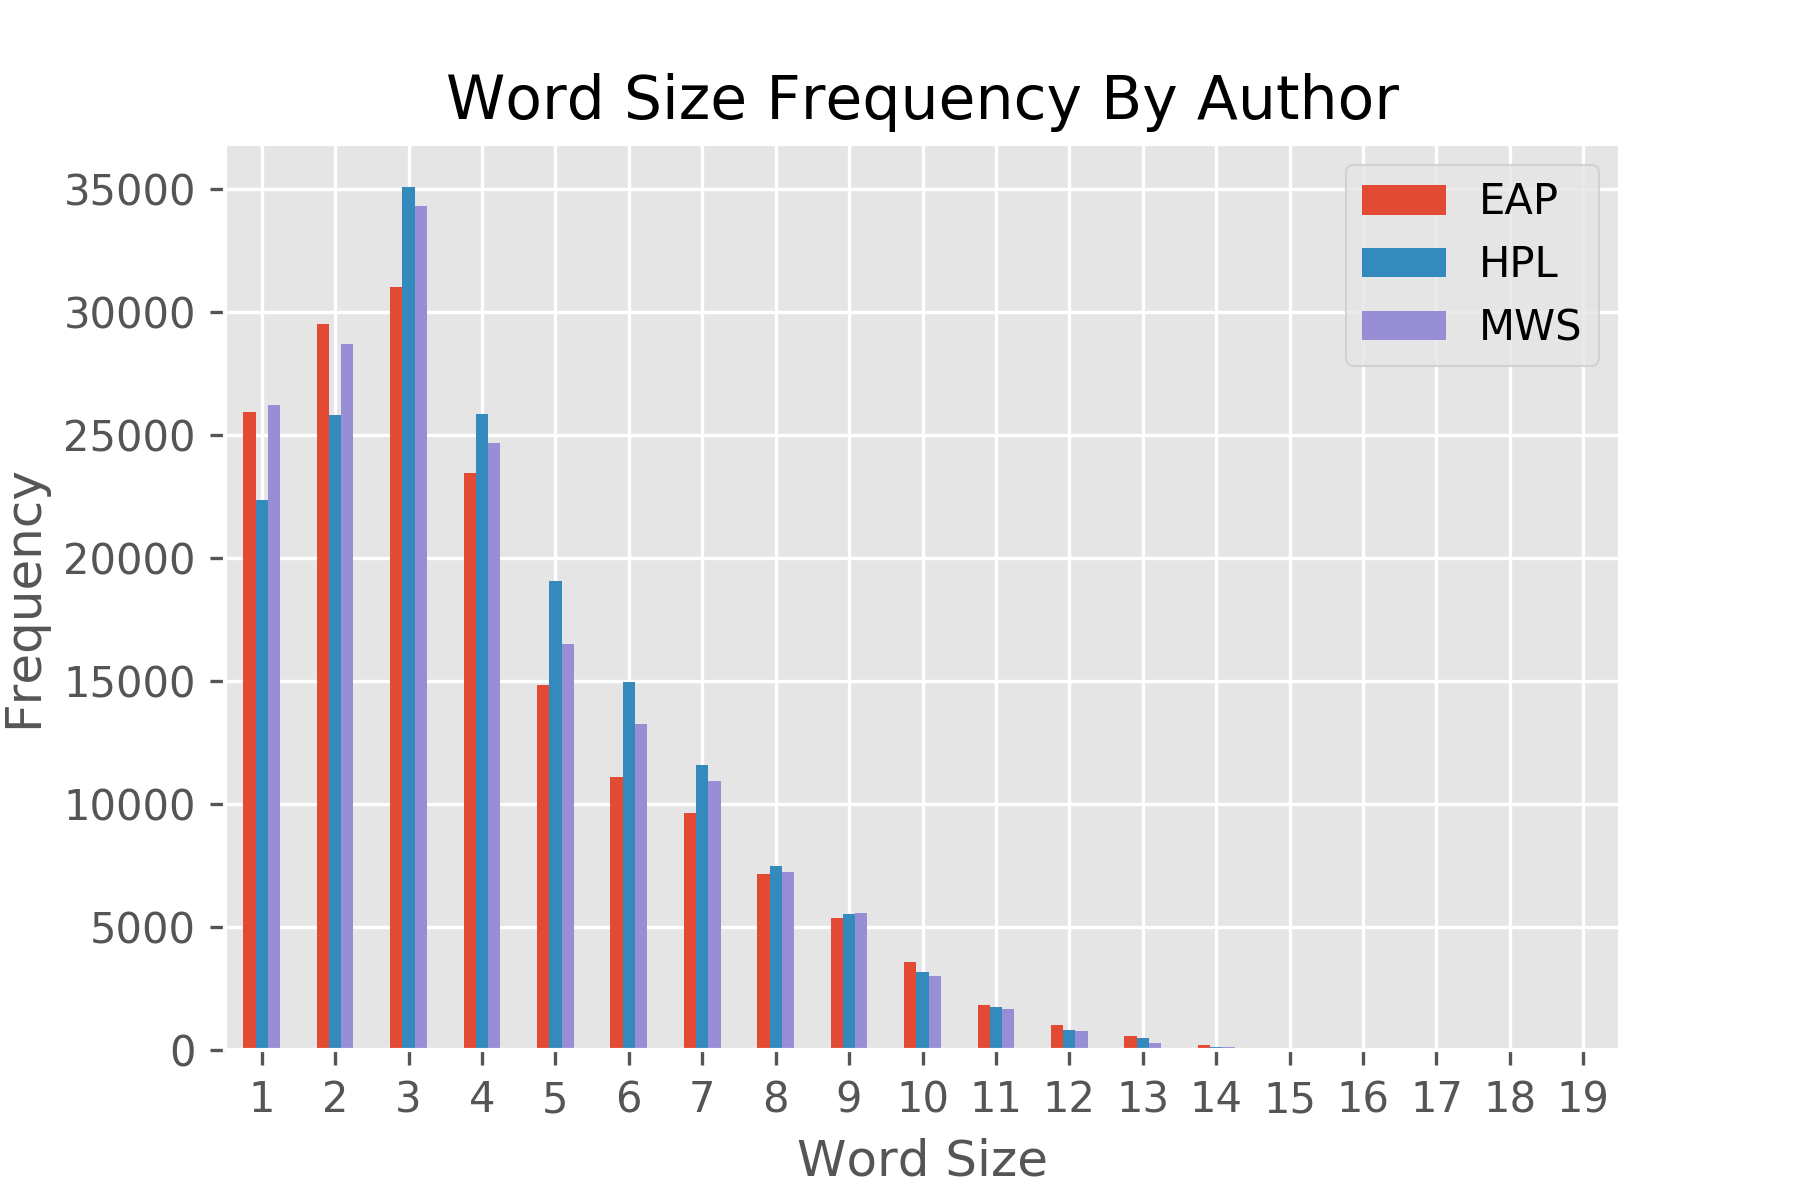 Word Size Frequency By Author
EAP
HPL
MWS
Frequency
35000
30000
25000
20000
15000
10000
5000
0
1 2 3 4 5 6 7 8 9 10 11 12 13 14 15 16 17 18 19
Word Size